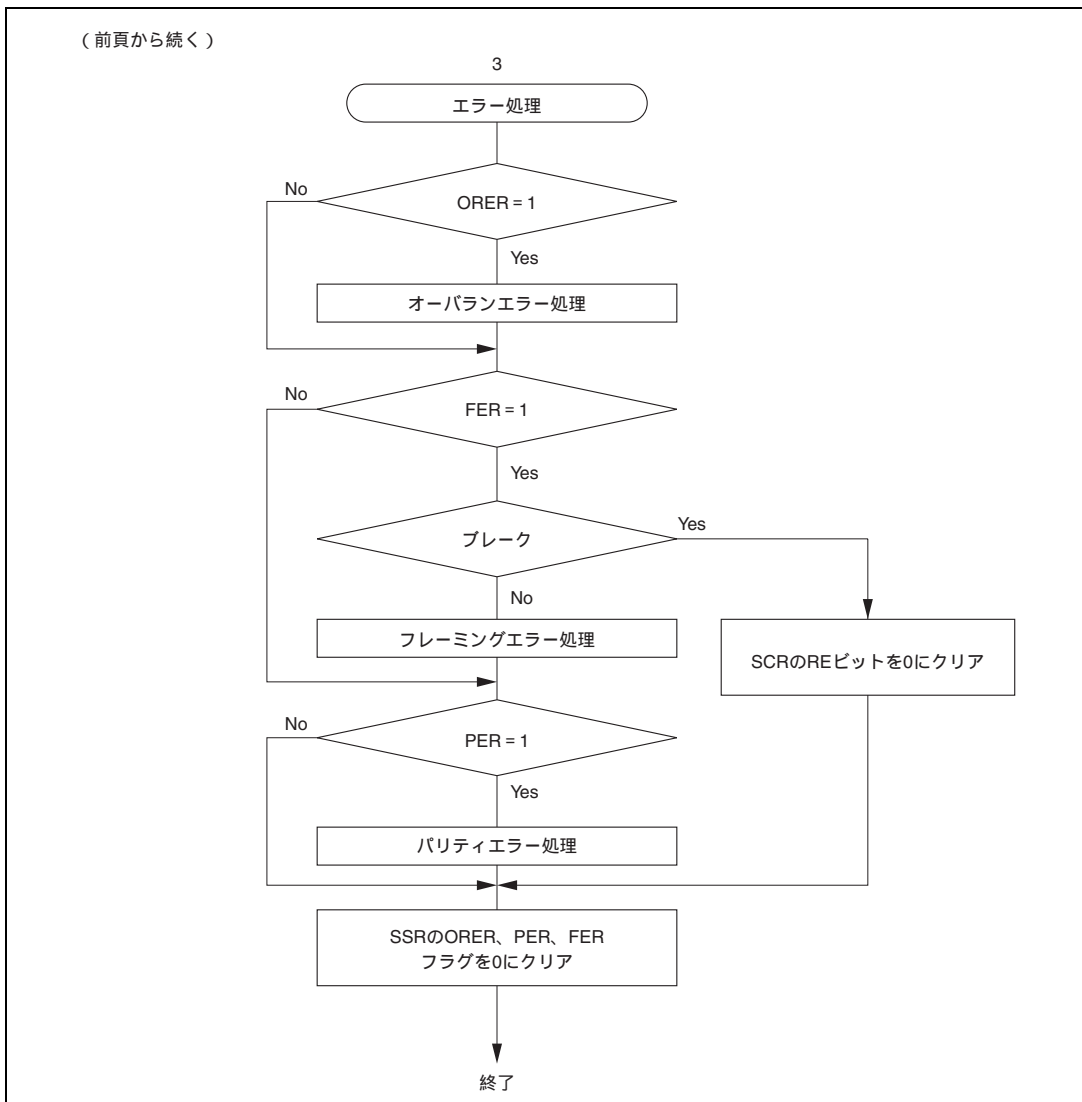 （前頁から続く）
3
エラー処理
No
ORER = 1
Yes
オーバランエラー処理
No
FER = 1
Yes
ブレーク
Yes
No
フレーミングエラー処理
SCRのREビットを0にクリア
No
PER = 1
Yes
パリティエラー処理
SSRのORER、PER、FER
フラグを0にクリア
終了